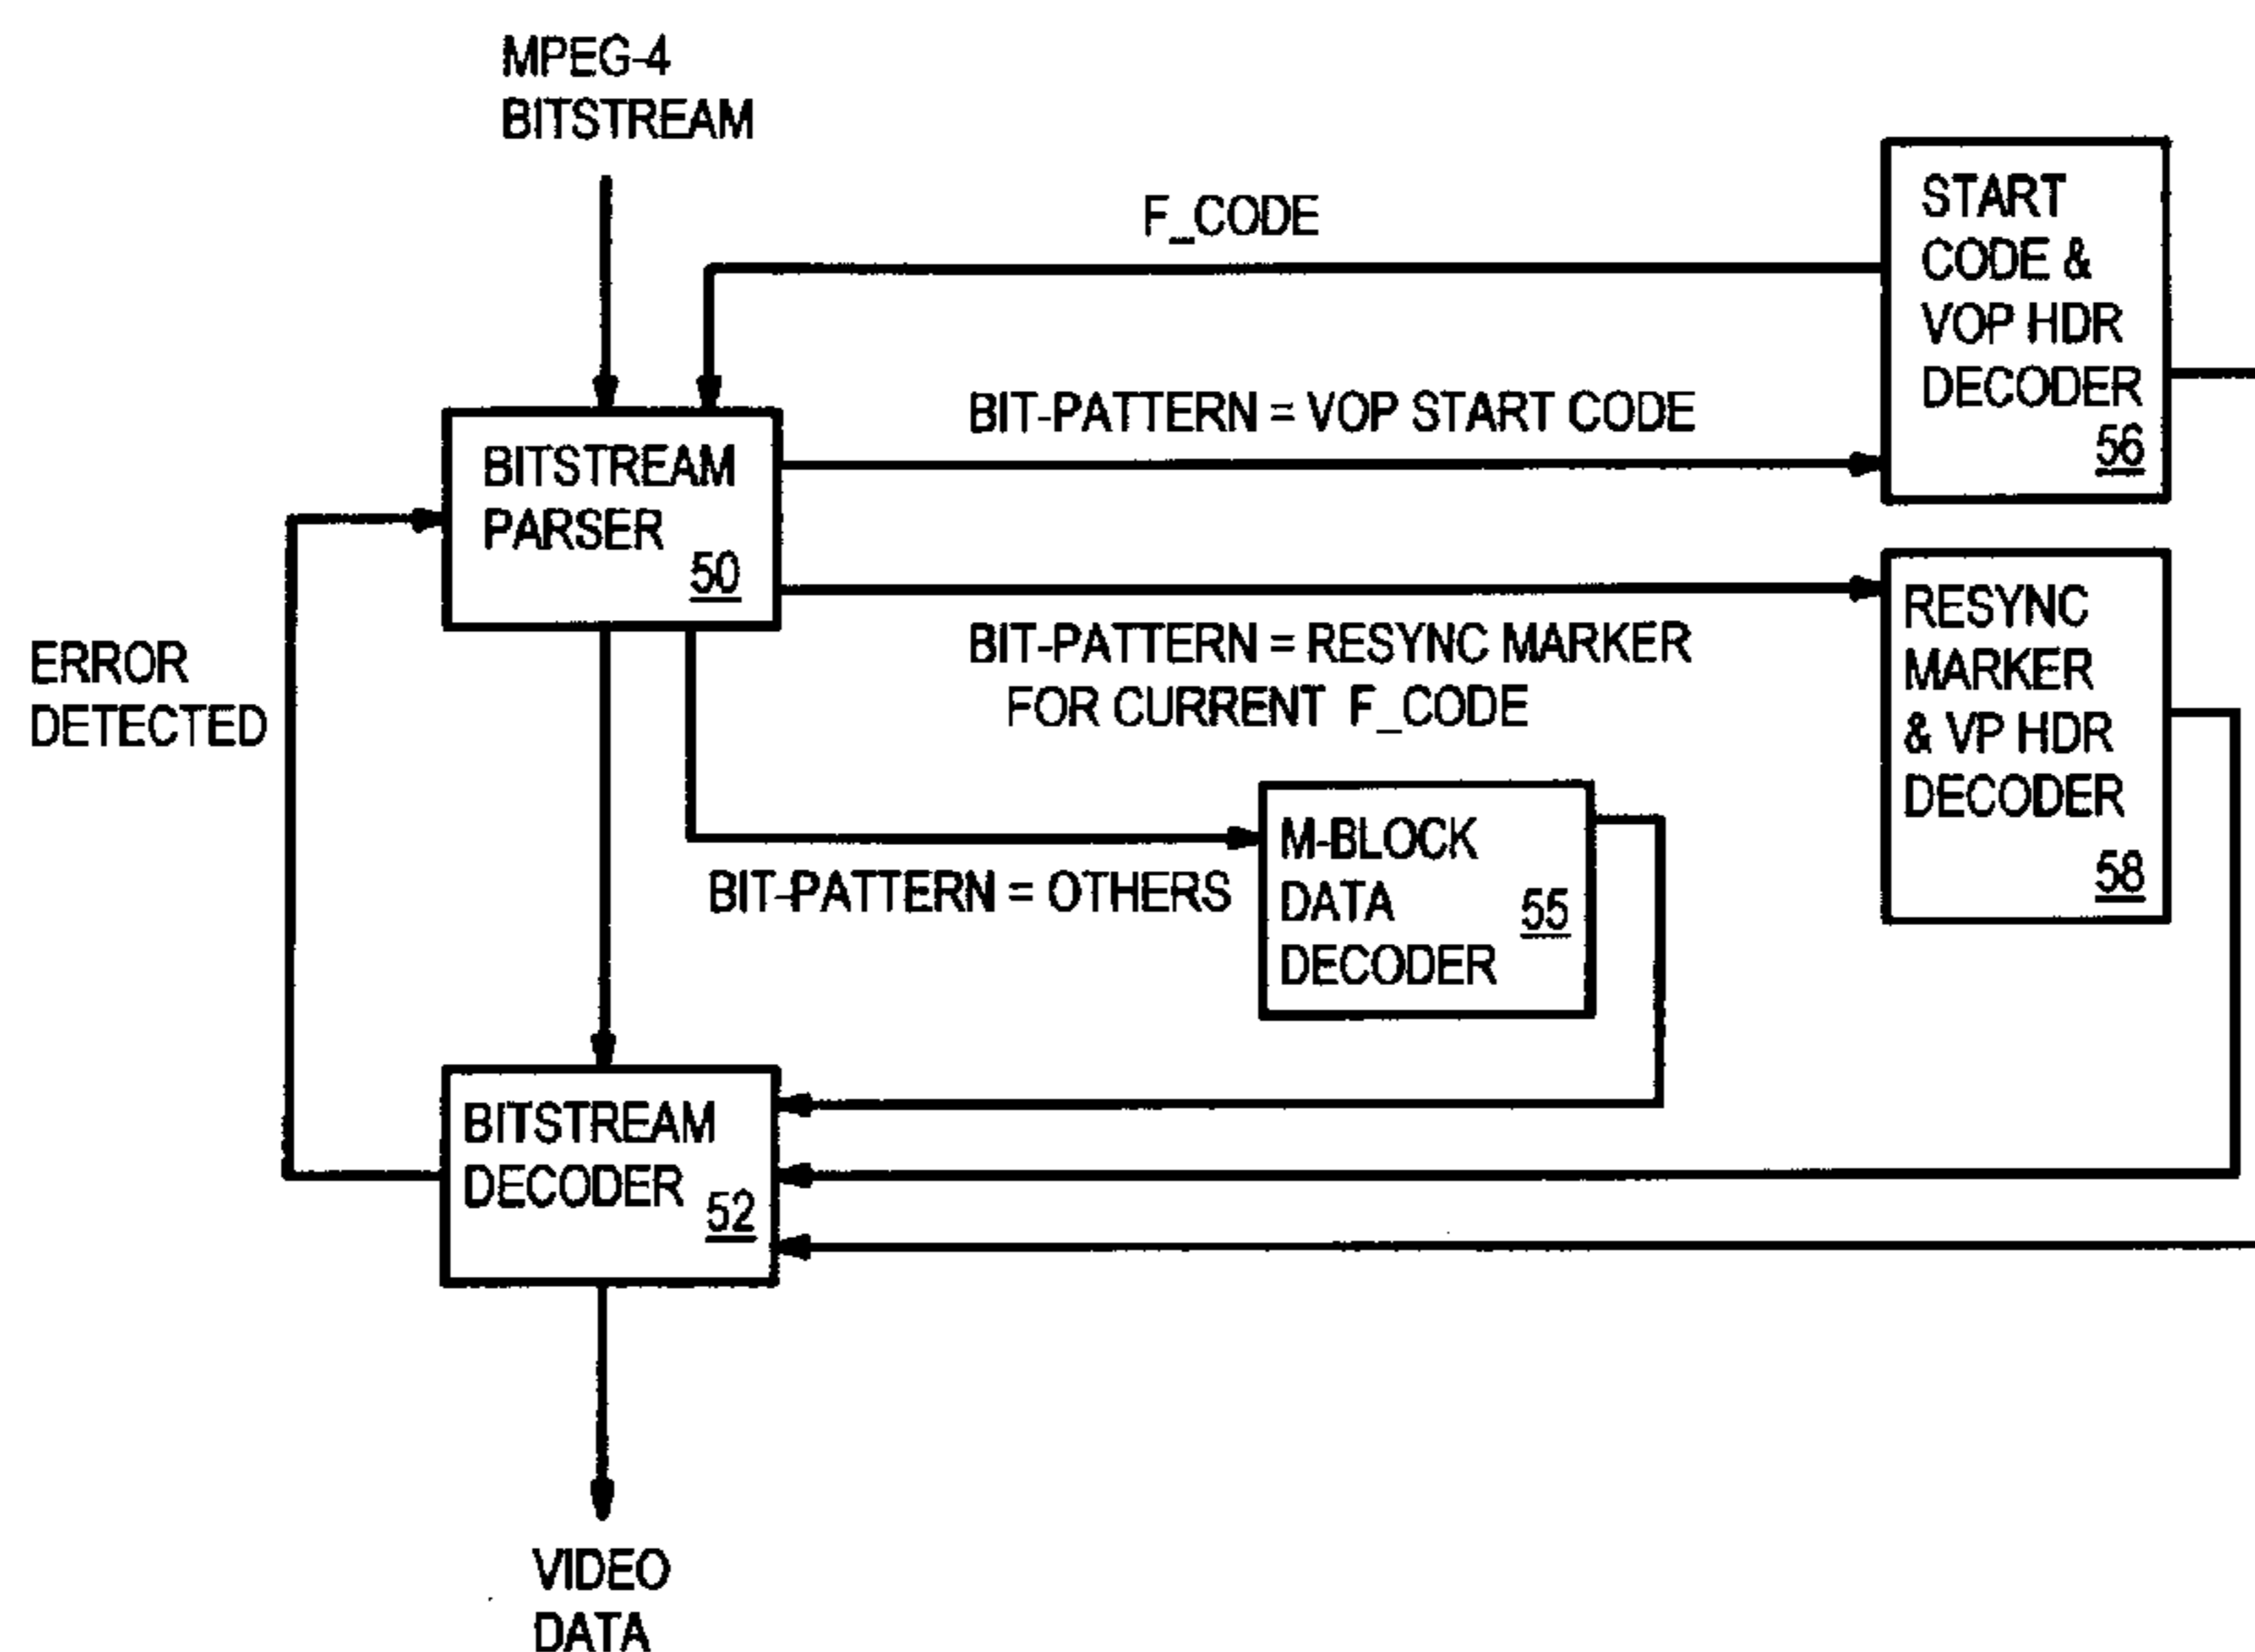 MPEG-4
BITSTREAM
F_CODE
START
CODE &
VOP HDR
DECODER
56
BIT-PATTERN = VOP START CODE
BITSTREAM
PARSER
50
BIT-PATTERN = RESYNC MARKER
FOR CURRENT F_CODE
RESYNC
MARKER
& VP HDR
DECODER
58
ERROR
DETECTED
BIT-PATTERN = OTHERS
M-BLOCK
DATA
DECODER
55
BITSTREAM
DECODER
52
VIDEO
DATA